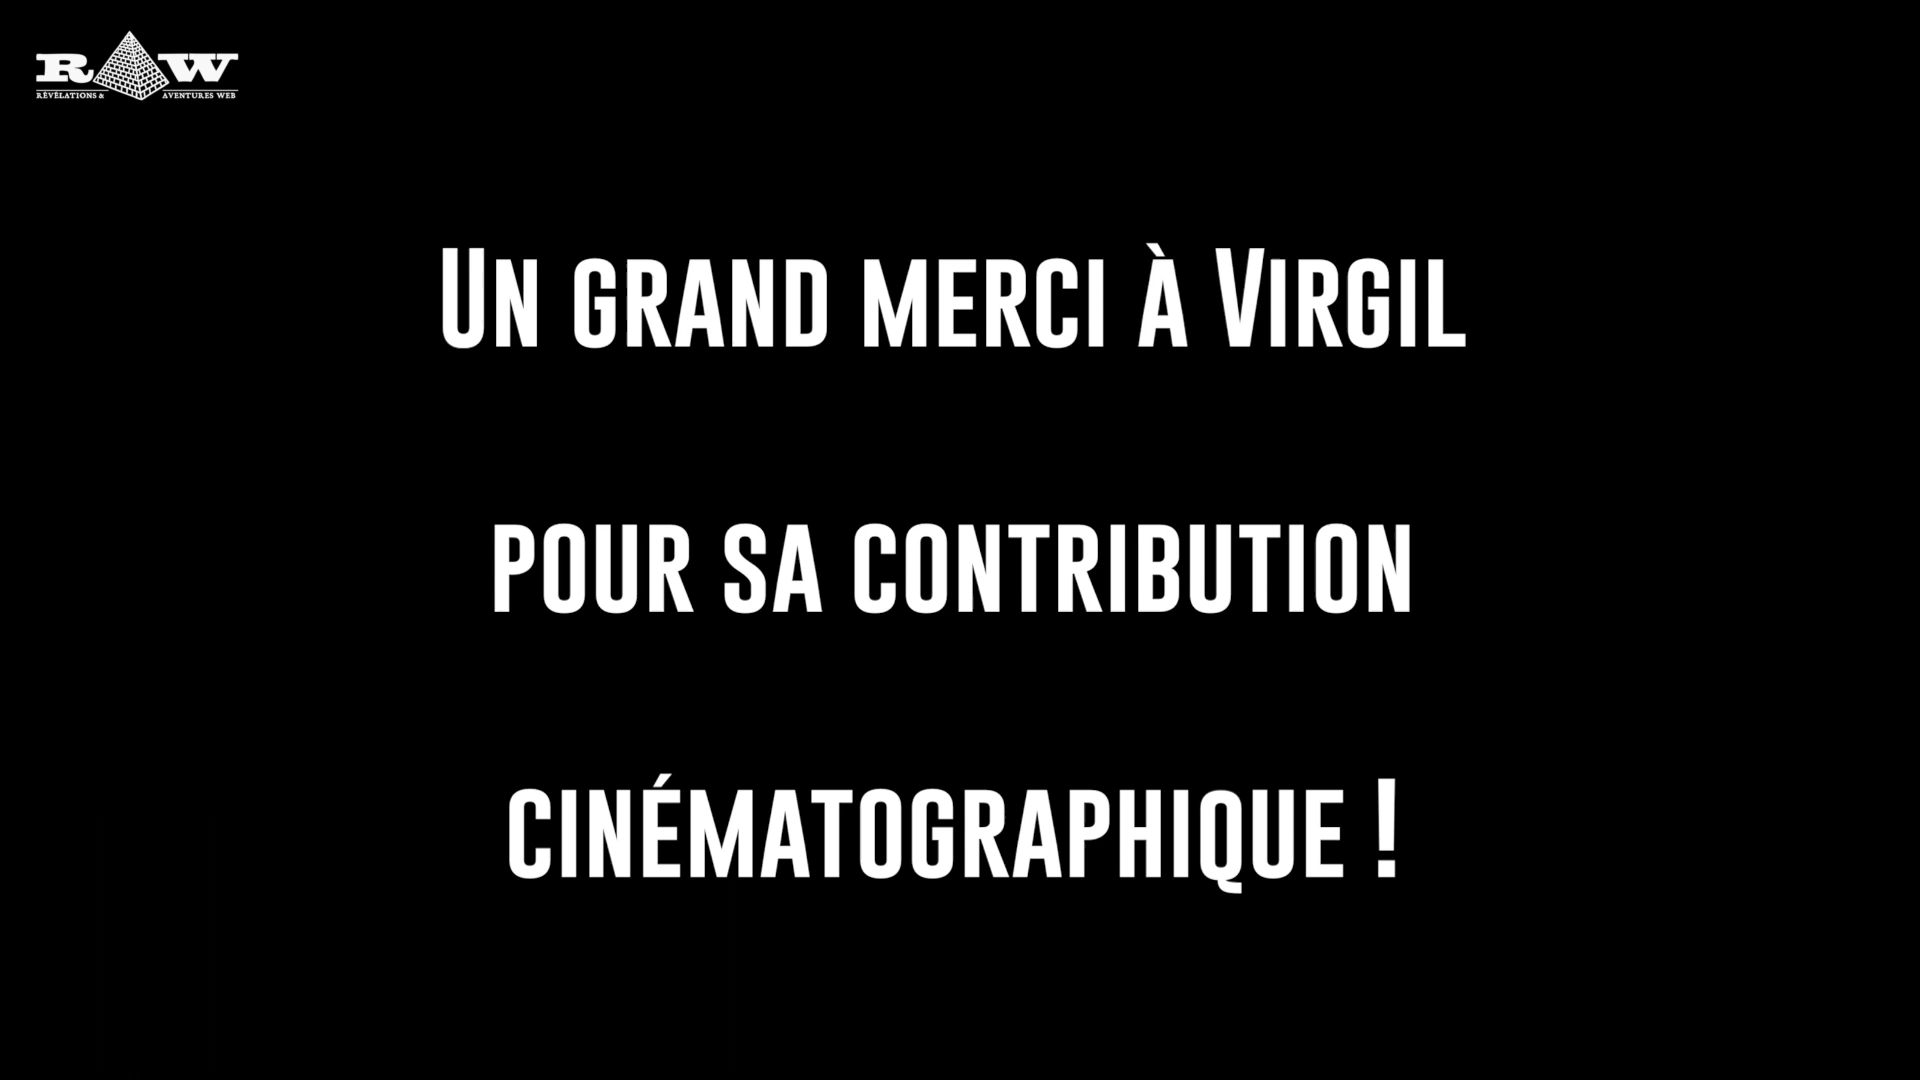 RAW
RÉVÉLATIONS & AVENTURES WEB
Un grand merci à Virgil
pour sa contribution
cinématographique !